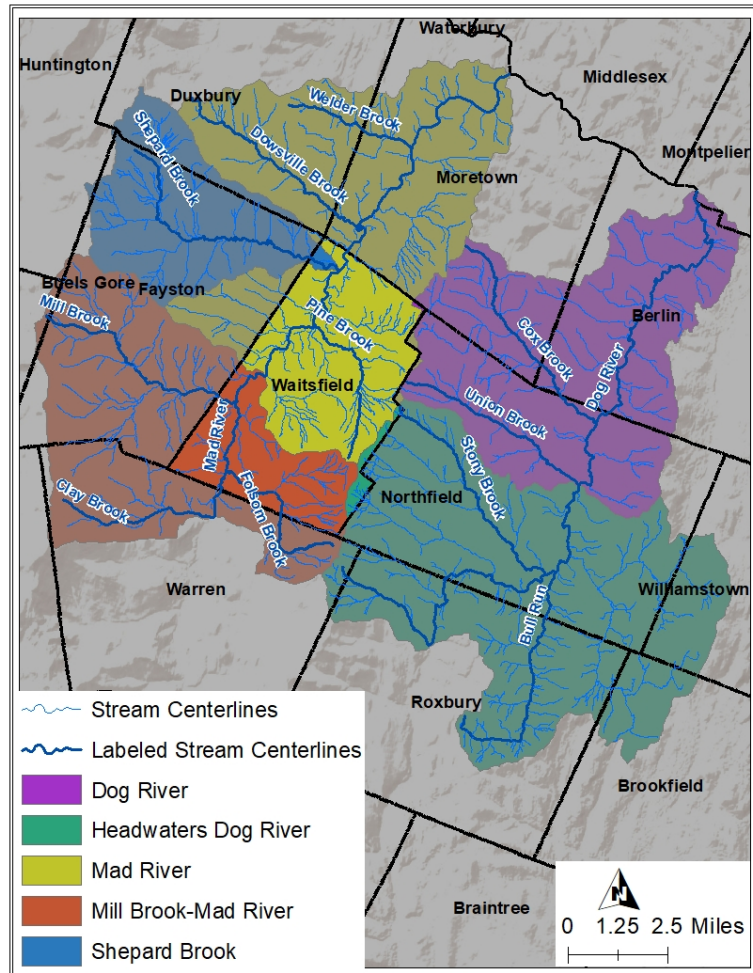 Waterbury
Huntington
Middlesex
Duxbury
Welder Brook
Shepard Brook
Dowsville Brook
Montpelier
Moretown
Buels Gore
Fayston
Mill Brook
Pine Brook
Cox Brook
Berlin
Dog River
Waitsfield
Union Brook
Mad River
Stony Brook
Clay Brook
Folsom Brook
Northfield
Warren
Williamstown
Bull Run
Roxbury
Stream Centerlines
Labeled Stream Centerlines
Dog River
Headwaters Dog River
Brookfield
Mad River
Mill Brook-Mad River
Braintree
Shepard Brook
N
0 1.25 2.5 Miles